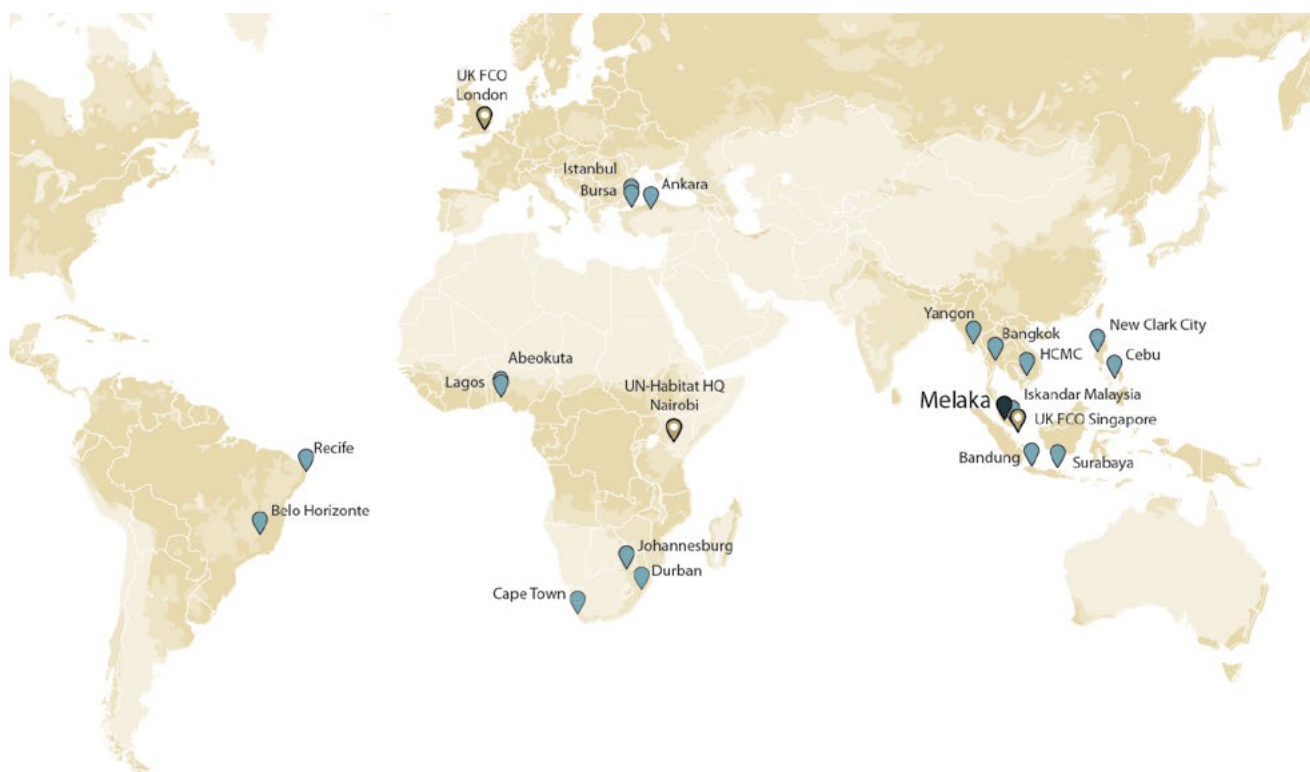 UK FCO
London
Istanbul
Bursa
Ankara
Yangon
Bangkok
New Clark City
HCMC
Cebu
Abeokuta
Lagos
UN-Habitat HQ
Nairobi
Melaka
Iskandar Malaysia
UK FCO Singapore
Recife
Bandung
Surabaya
Belo Horizonte
Johannesburg
Durban
Cape Town